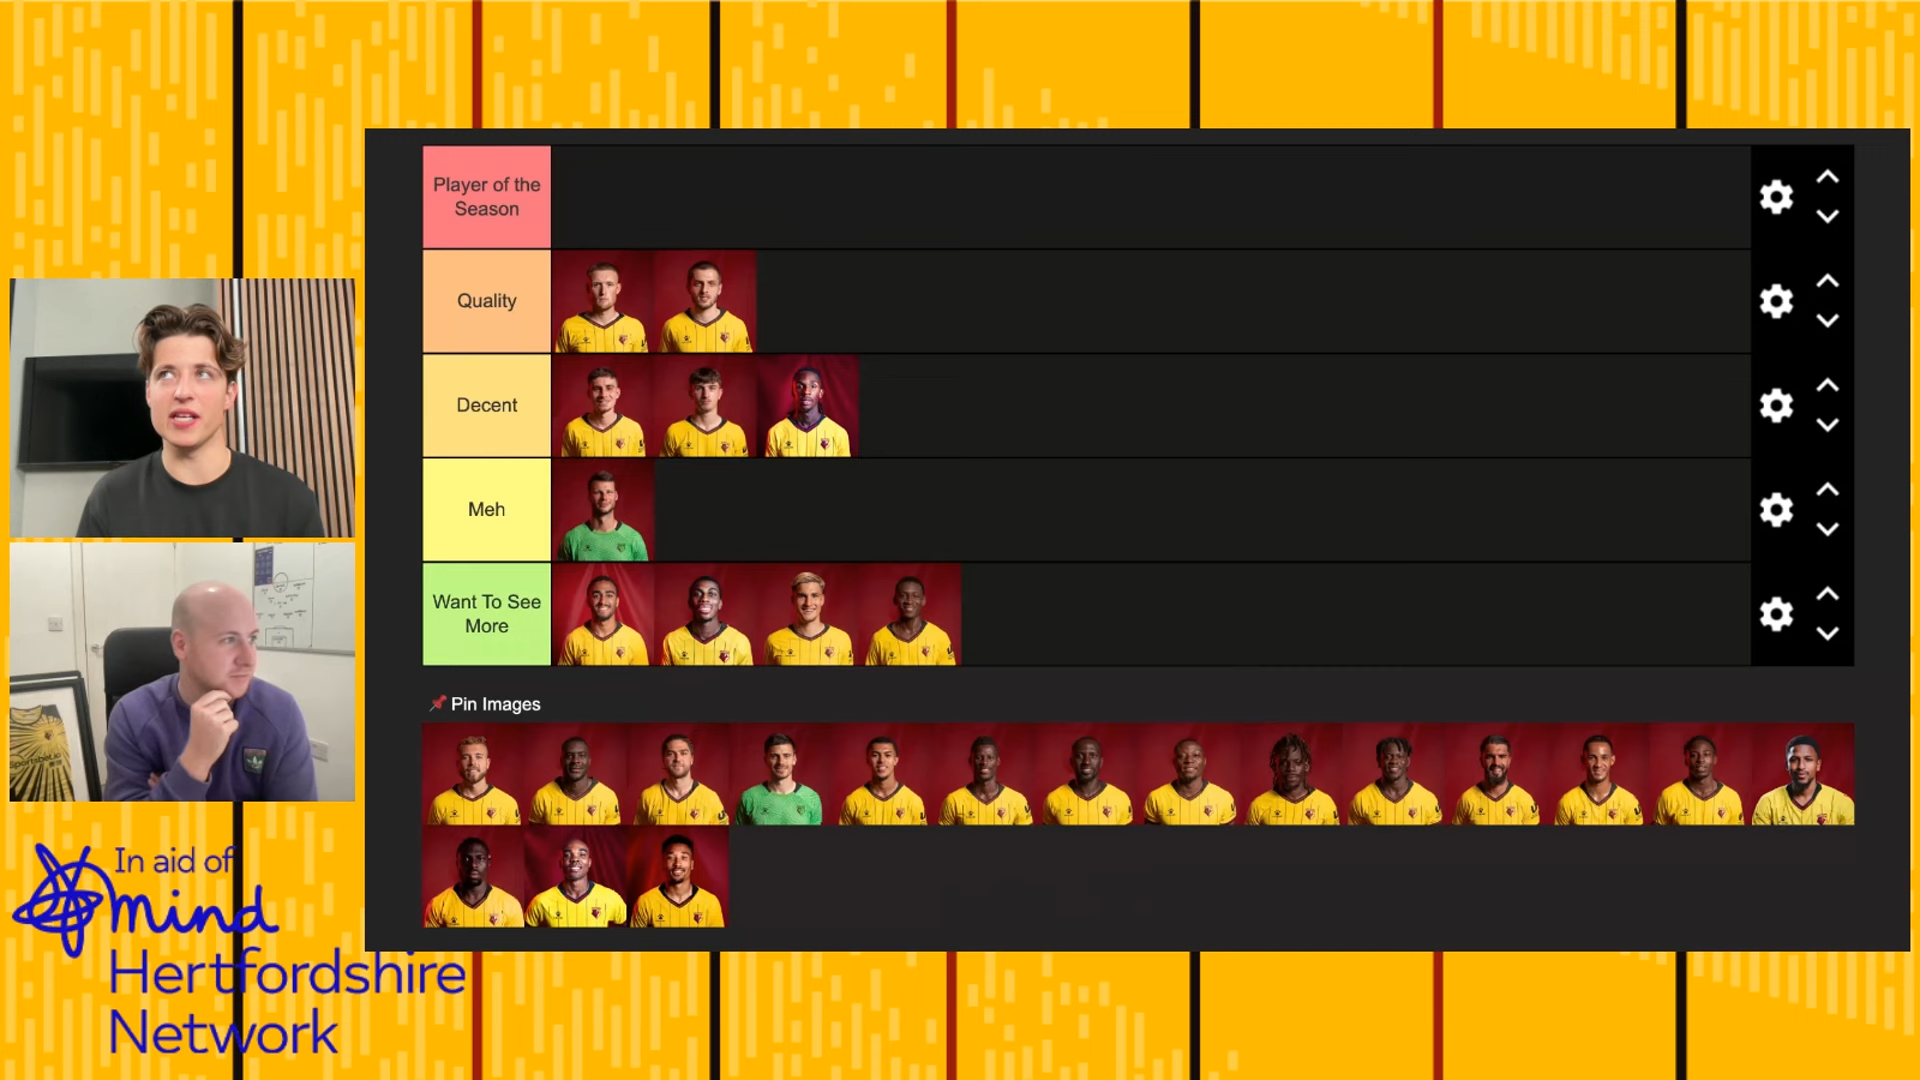 Player of the
Season
Quality
Decent
Meh
Want To See
More
Pin Images
In aid of
mind
Hertfordshire
Network